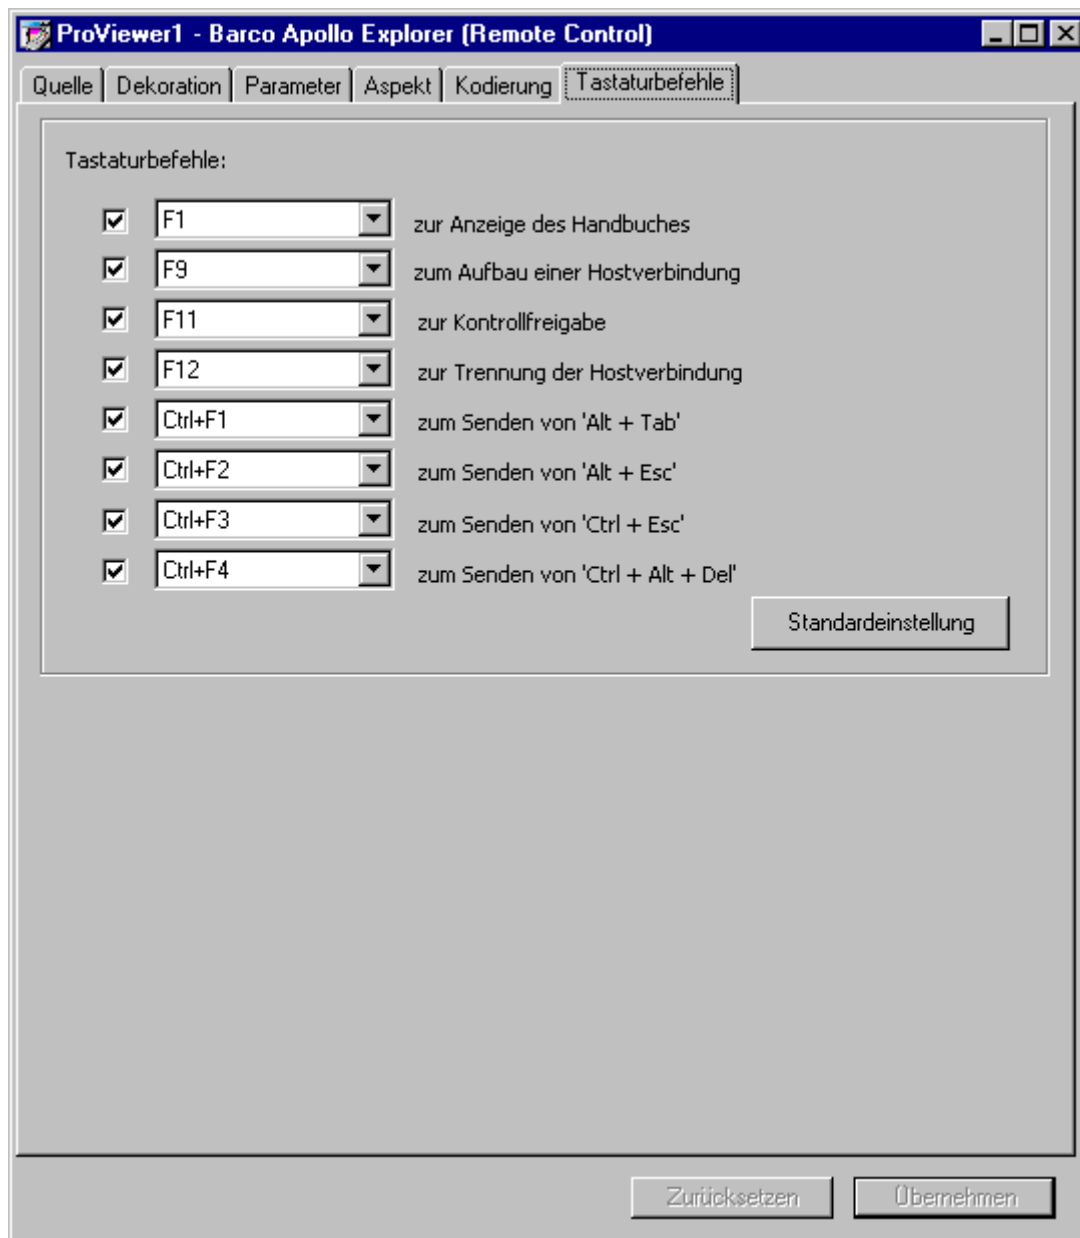 ProViewer1 - Barco Apollo Explorer (Remote Control)
Quelle Dekoration Parameter Aspekt Kodierung Tastaturbefehle
Tastaturbefehle:
F1 zur Anzeige des Handbuches
F9 zum Aufbau einer Hostverbindung
F11 zur Kontrollfreigabe
F12 zur Trennung der Hostverbindung
Ctrl+F1 zum Senden von 'Alt + Tab'
Ctrl+F2 zum Senden von 'Alt + Esc'
Ctrl+F3 zum Senden von 'Ctrl + Esc'
Ctrl+F4 zum Senden von 'Ctrl + Alt + Del'
Standardeinstellung
Zurücksetzen Übernehmen